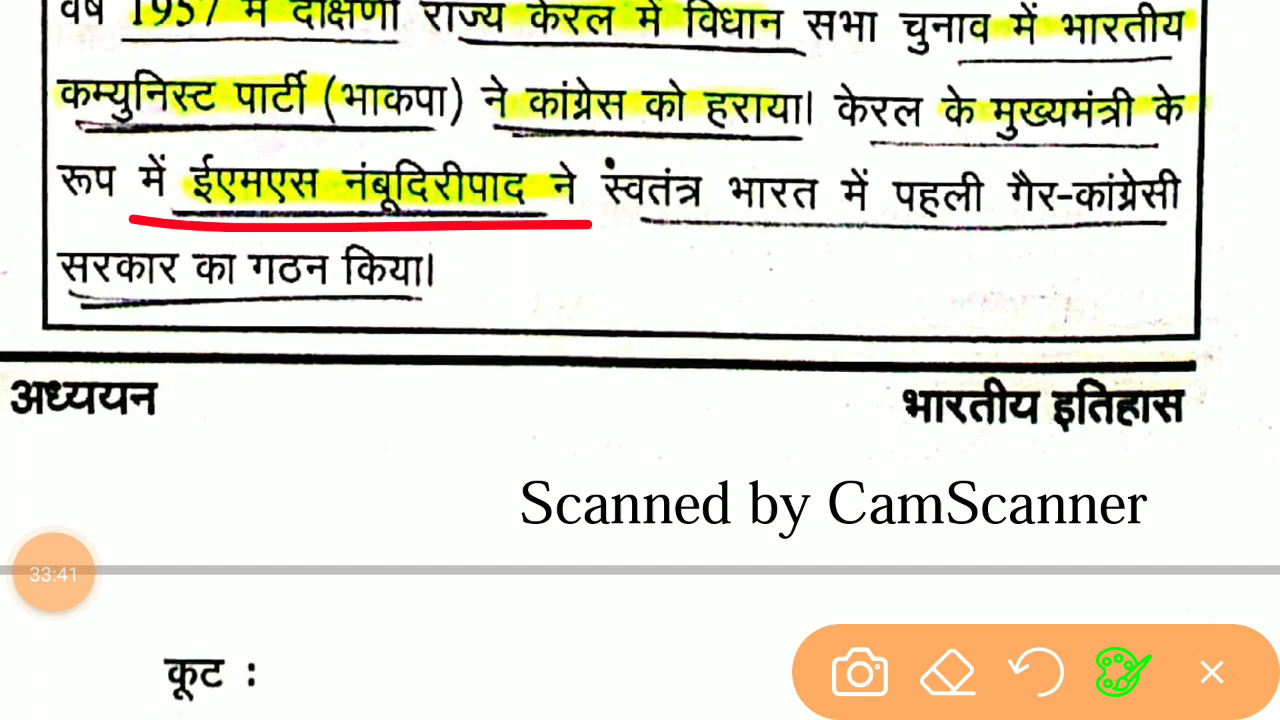 वर्ष 1957 में दक्षिणी राज्य केरल में विधान सभा चुनाव में भारतीय
कम्युनिस्ट पार्टी (भाकपा) ने कांग्रेस को हराया। केरल के मुख्यमंत्री के
रूप में ईएमएस नंबूदिरीपाद ने स्वतंत्र भारत में पहली गैर-कांग्रेसी
सरकार का गठन किया।
अध्ययन भारतीय इतिहास
Scanned by CamScanner
33:41
कूट :